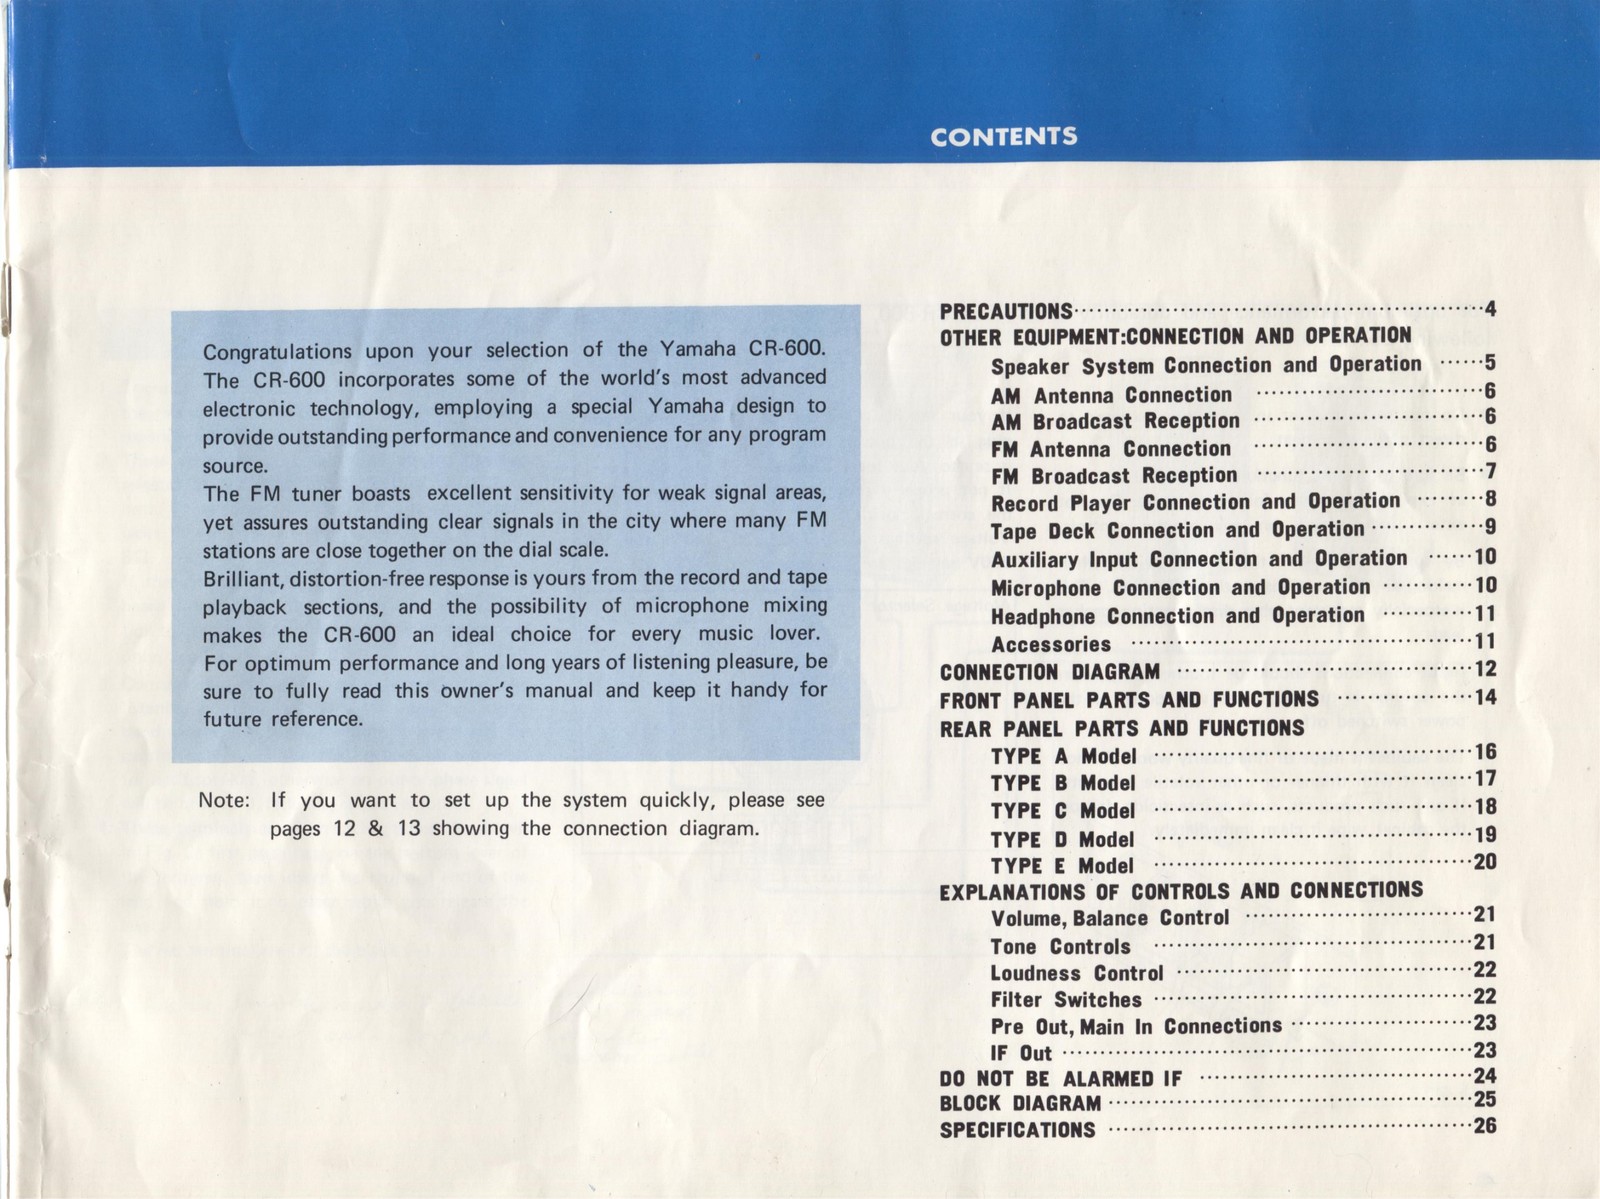 CONTENTS
Congratulations upon your selection of the Yamaha CR-600.
The CR-600 incorporates some of the world's most advanced
electronic technology, employing a special Yamaha design to
provide outstanding performance and convenience for any program
source.
The FM tuner boasts excellent sensitivity for weak signal areas,
yet assures outstanding clear signals in the city where many FM
stations are close together on the dial scale.
Brilliant, distortion-free response is yours from the record and tape
playback sections, and the possibility of microphone mixing
makes the CR-600 an ideal choice for every music lover.
For optimum performance and long years of listening pleasure, be
sure to fully read this owner's manual and keep it handy for
future reference.
Note: If you want to set up the system quickly, please see
pages 12 & 13 showing the connection diagram.
PRECAUTIONS 4
OTHER EQUIPMENT:CONNECTION AND OPERATION
Speaker System Connection and Operation 5
AM Antenna Connection 6
AM Broadcast Reception 6
FM Antenna Connection 6
FM Broadcast Reception 7
Record Player Connection and Operation 8
Tape Deck Connection and Operation 9
Auxiliary Input Connection and Operation 10
Microphone Connection and Operation 10
Headphone Connection and Operation 11
Accessories 11
CONNECTION DIAGRAM 12
FRONT PANEL PARTS AND FUNCTIONS 14
REAR PANEL PARTS AND FUNCTIONS
TYPE A Model 16
TYPE B Model 17
TYPE C Model 18
TYPE D Model 19
TYPE E Model 20
EXPLANATIONS OF CONTROLS AND CONNECTIONS
Volume, Balance Control 21
Tone Controls 21
Loudness Control 22
Filter Switches 22
Pre Out, Main In Connections 23
IF Out 23
DO NOT BE ALARMED IF 24
BLOCK DIAGRAM 25
SPECIFICATIONS 26